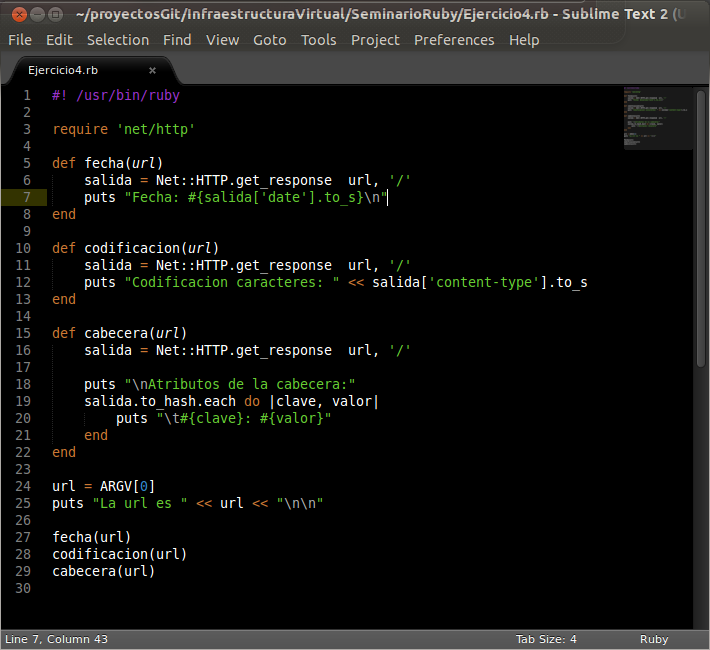 ~/proyectosGit/InfraestructuraVirtual/SeminarioRuby/Ejercicio4.rb - Sublime Text 2 (U
File Edit Selection Find View Goto Tools Project Preferences Help
Ejercicio4.rb ×
1 #! /usr/bin/ruby
2
3 require 'net/http'
4
5 def fecha(url)
6     salida = Net::HTTP.get_response  url, '/'
7     puts "Fecha: #{salida['date'].to_s}\n"
8 end
9
10 def codificacion(url)
11     salida = Net::HTTP.get_response  url, '/'
12     puts "Codificacion caracteres: " << salida['content-type'].to_s
13 end
14
15 def cabecera(url)
16     salida = Net::HTTP.get_response  url, '/'
17
18     puts "\nAtributos de la cabecera:"
19     salida.to_hash.each do |clave, valor|
20         puts "\t#{clave}: #{valor}"
21     end
22 end
23
24 url = ARGV[0]
25 puts "La url es " << url << "\n\n"
26
27 fecha(url)
28 codificacion(url)
29 cabecera(url)
30
Line 7, Column 43 Tab Size: 4 Ruby